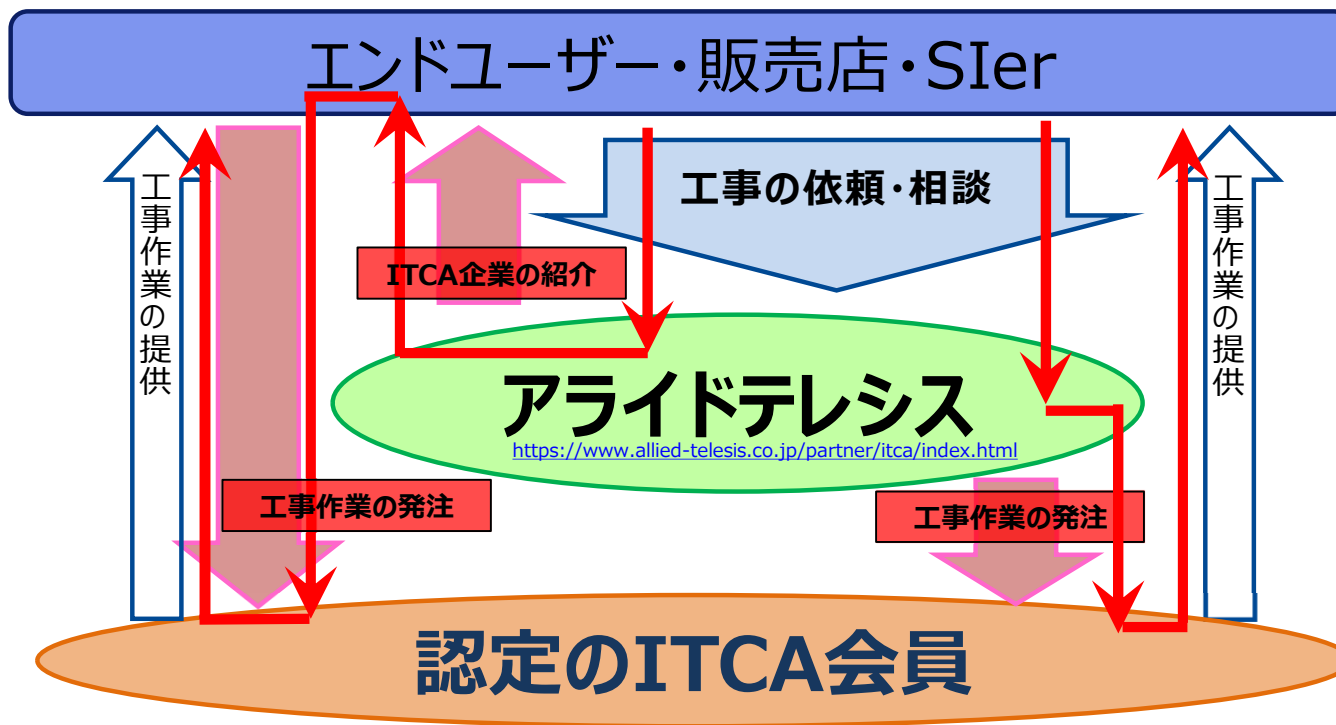 エンドユーザー・販売店・SIer
工事の依頼・相談
工事作業の提供
工事作業の提供
ITCA企業の紹介
アライドテレシス
https://www.allied-telesis.co.jp/partner/itca/index.html
工事作業の発注
工事作業の発注
認定のITCA会員